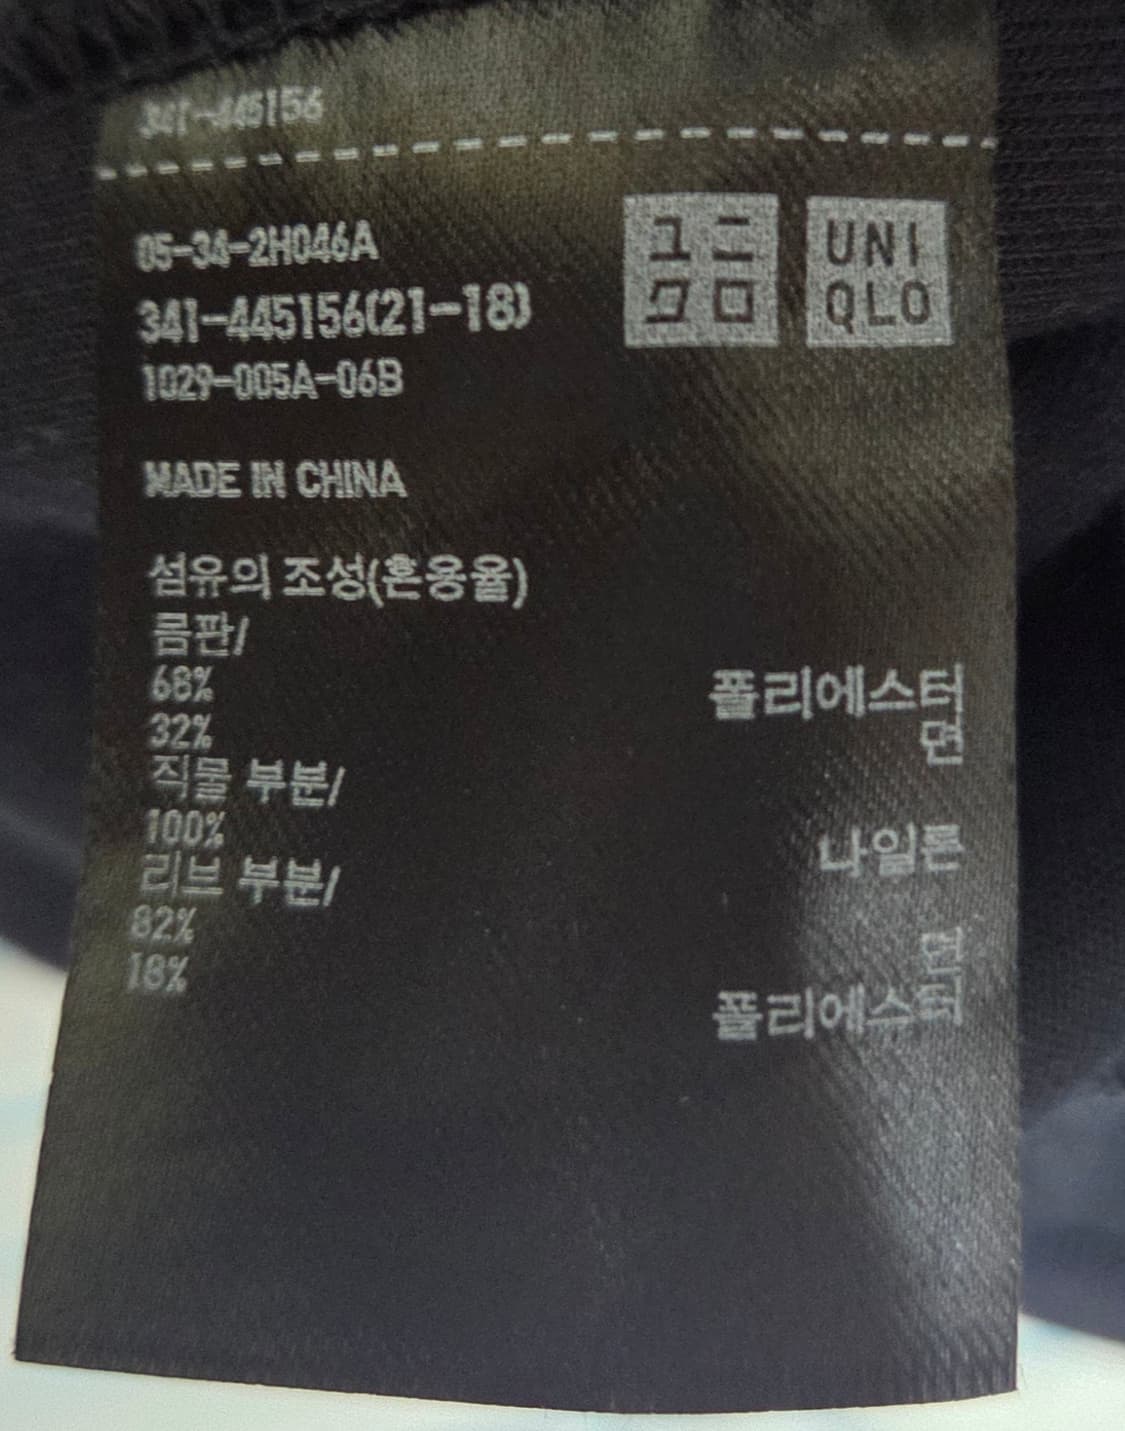 341-445156
05-34-2H046A
341-445156(21-18)
1029-005A-06B
ユニ
クロ
UNI
QLO
MADE IN CHINA
섬유의 조성(혼용율)
몸판/
68% 폴리에스터
32% 면
직물 부분/
100% 나일론
리브 부분/
82% 면
18% 폴리에스터